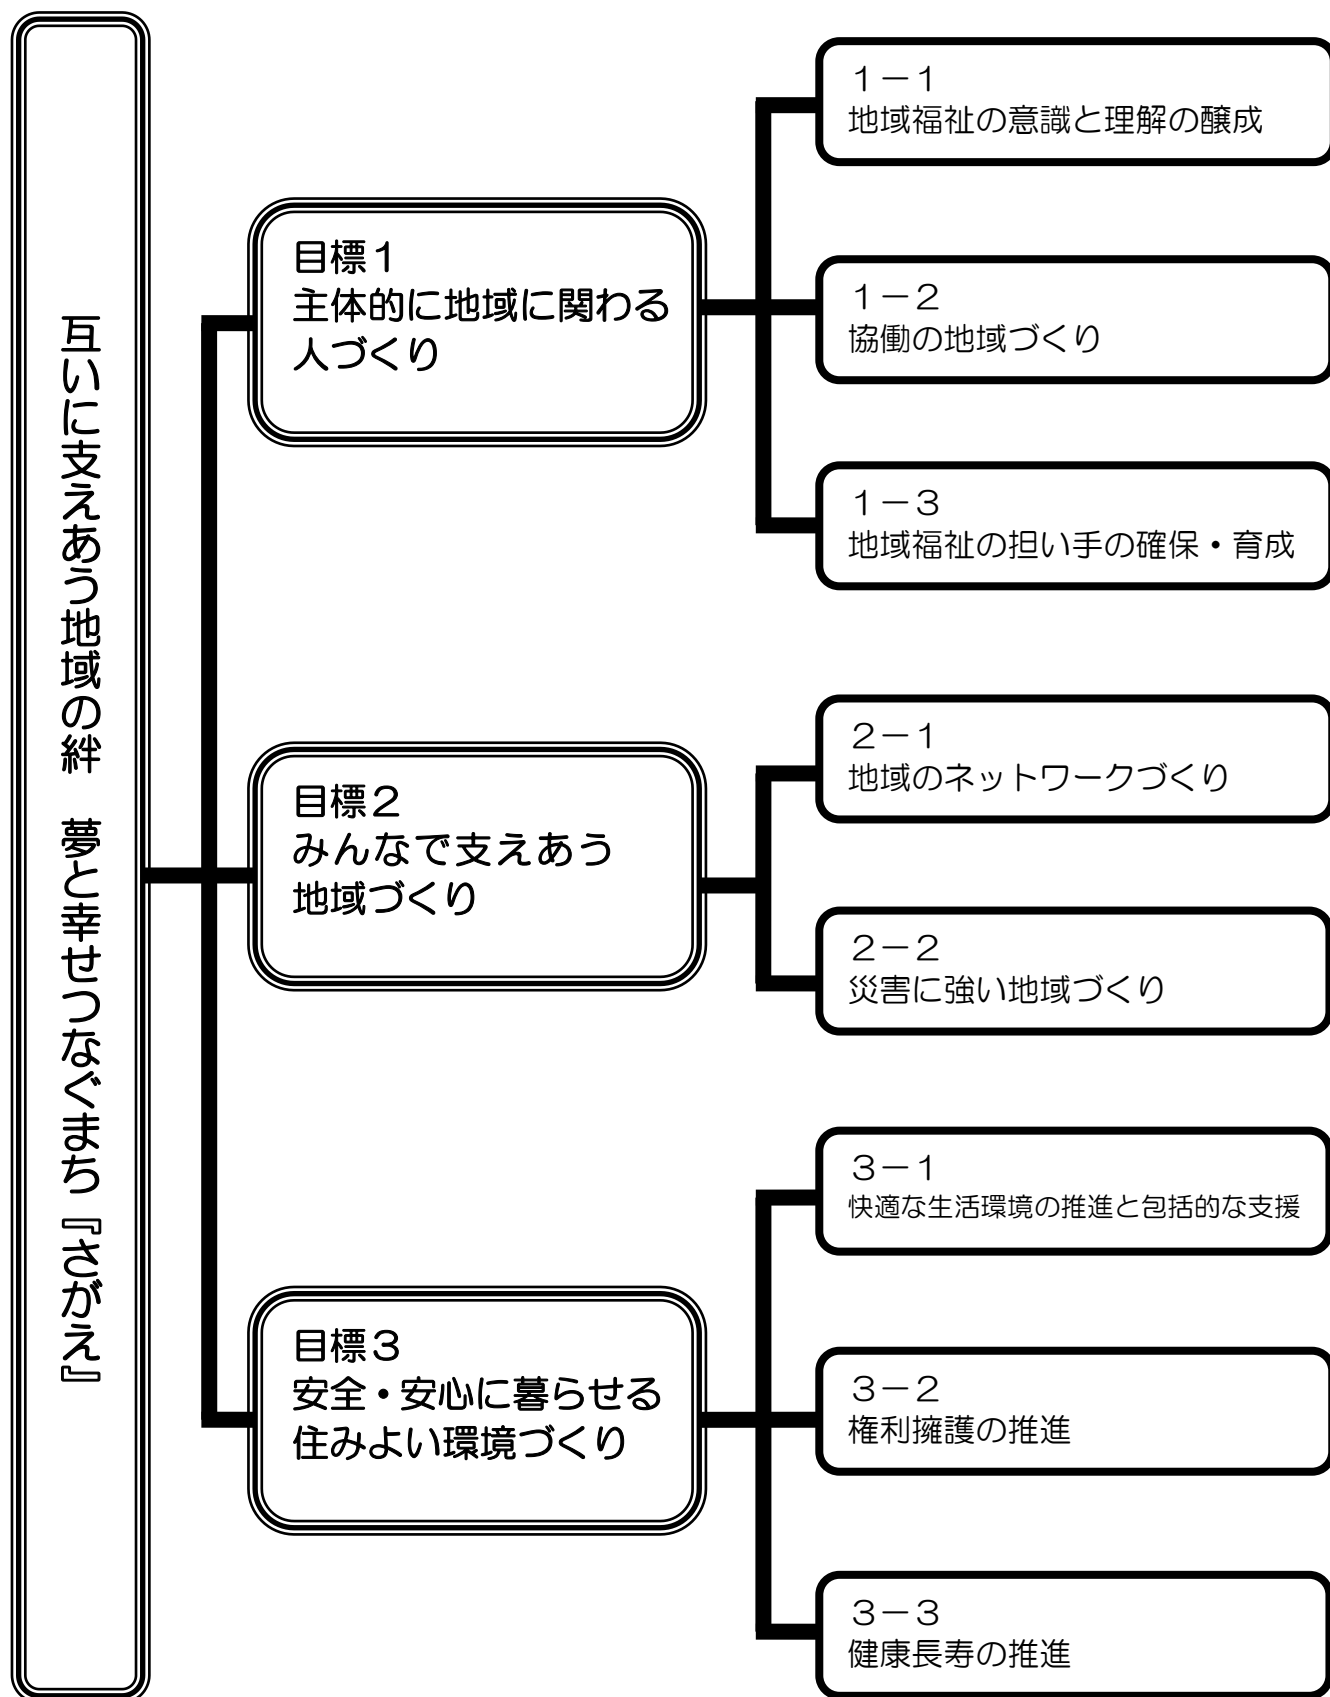 互いに支えあう地域の絆　夢と幸せつなぐまち『さがえ』
目標１
主体的に地域に関わる
人づくり
１－１
地域福祉の意識と理解の醸成
１－２
協働の地域づくり
１－３
地域福祉の担い手の確保・育成
目標２
みんなで支えあう
地域づくり
２－１
地域のネットワークづくり
２－２
災害に強い地域づくり
目標３
安全・安心に暮らせる
住みよい環境づくり
３－１
快適な生活環境の推進と包括的な支援
３－２
権利擁護の推進
３－３
健康長寿の推進